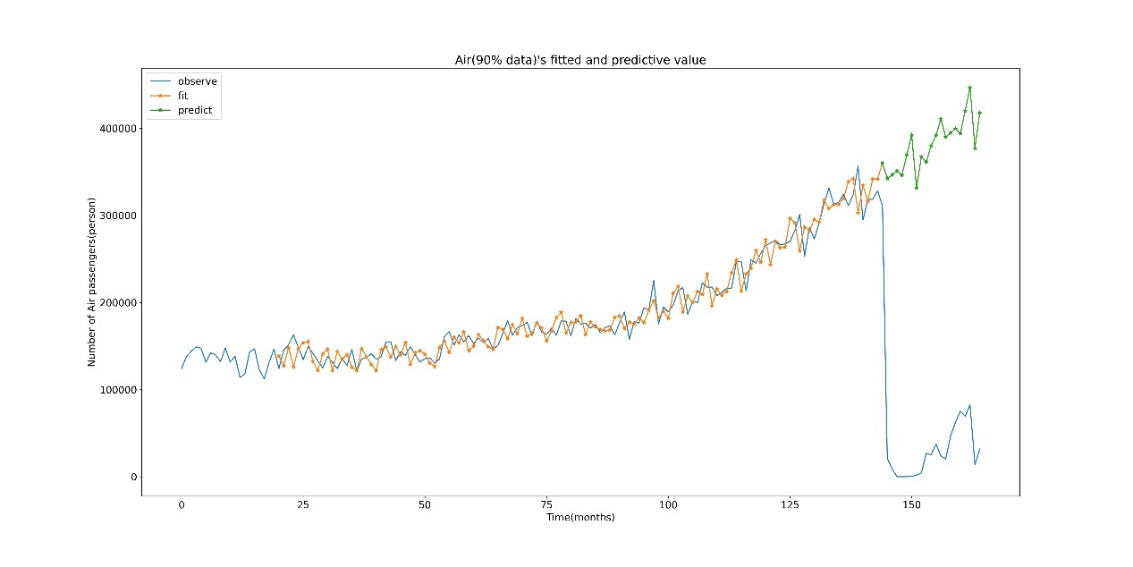 Air(90% data)'s fitted and predictive value
observe
fit
predict
Number of Air passengers(person)
400000
300000
200000
100000
0
0 25 50 75 100 125 150
Time(months)